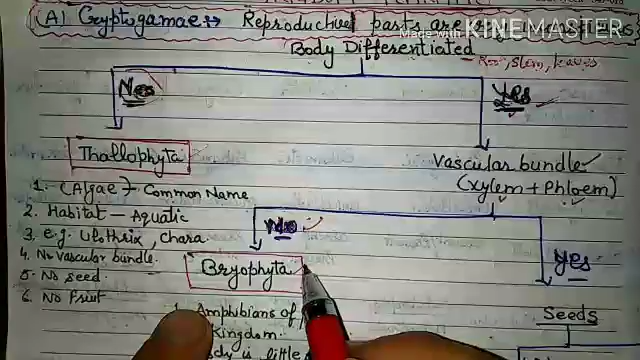 (A) Cryptogamae :→ Reproductive parts are
Made with KINEMASTER
Body Differentiated
Root, Stem, leaves
No
Yes
Thallophyta
Vascular bundle
(xylem + Phloem)
1. (Algae) → Common Name
2. Habitat — Aquatic
3. e.g. Ulothrix, chara
4. No vascular bundle.
5. No seed
6. No fruit
No
Yes
Bryophyta
Seeds
1. Amphibians of
Kingdom.
Body is little